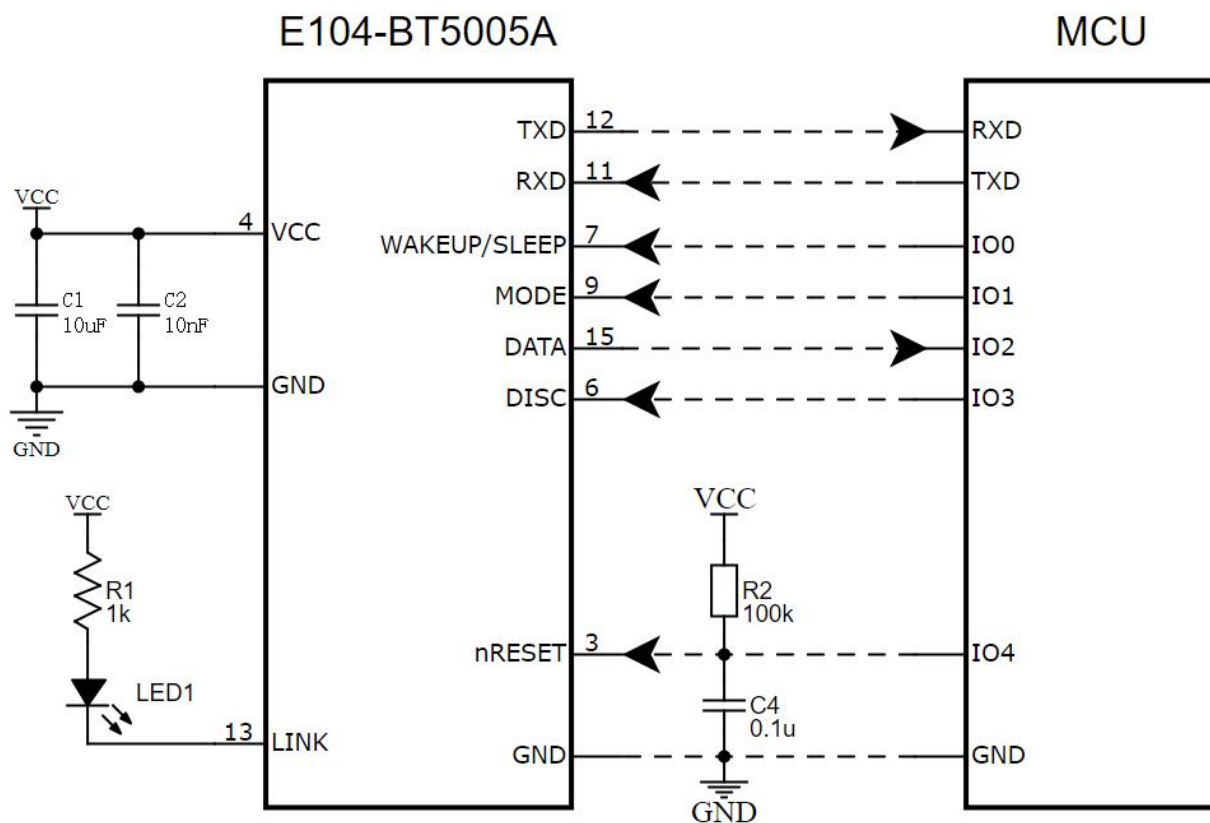 E104-BT5005A
MCU
TXD 12
RXD
RXD 11
TXD
VCC
4 VCC
WAKEUP/SLEEP 7
IO0
C1
10uF
C2
10nF
MODE 9
IO1
DATA 15
IO2
GND
DISC 6
IO3
GND
VCC
R1
1k
LED1
13 LINK
VCC
R2
100k
nRESET 3
IO4
C4
0.1u
GND
GND
GND